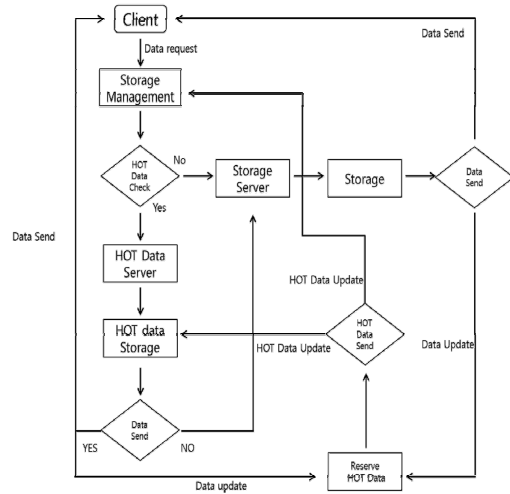 Client
Data Send
Data request
Storage
Management
HOT
Data
Check
No
Storage
Server
Storage
Data
Send
Yes
Data Send
HOT Data
Server
HOT Data Update
HOT data
Storage
HOT
Data
Send
HOT Data Update
Data Update
Data
Send
YES
NO
Reserve
HOT Data
Data update